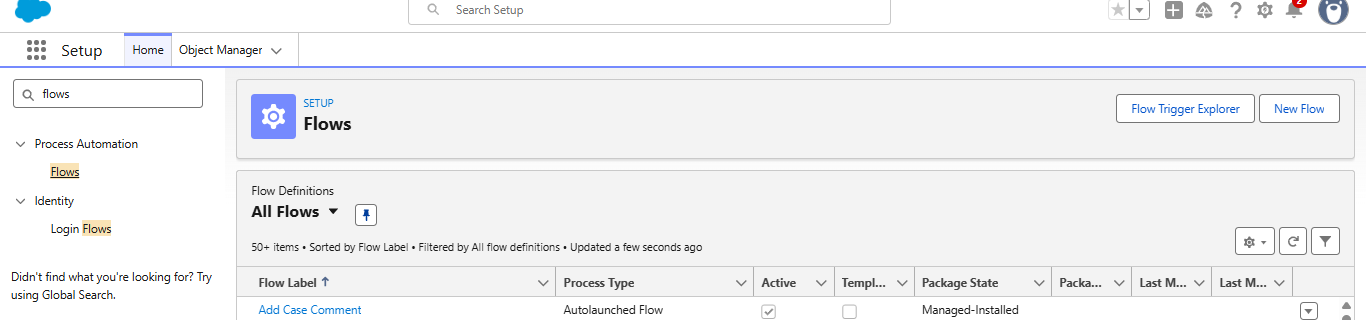 Search Setup
2
Setup
Home
Object Manager
flows
Process Automation
Flows
Identity
Login Flows
Didn't find what you're looking for? Try
using Global Search.
SETUP
Flows
Flow Trigger Explorer
New Flow
Flow Definitions
All Flows
50+ items • Sorted by Flow Label • Filtered by All flow definitions • Updated a few seconds ago
Flow Label ↑ Process Type Active Templ... Package State Packa... Last M... Last M...
Add Case Comment Autolaunched Flow Managed-Installed